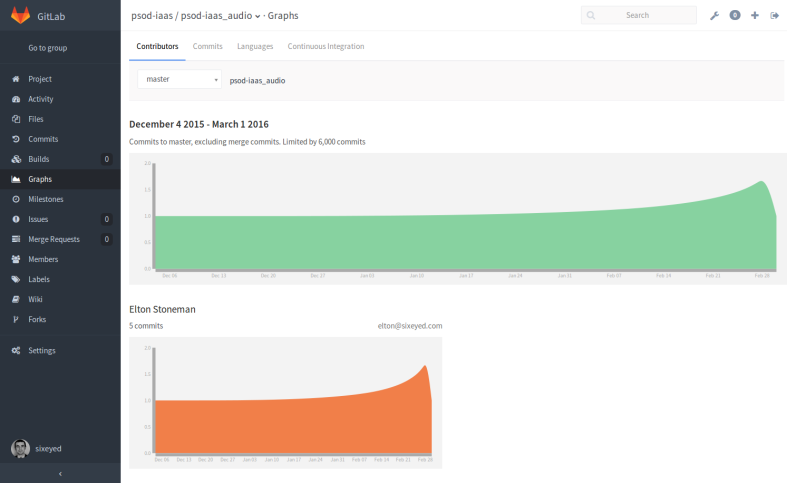 GitLab
psod-iaas / psod-iaas_audio · Graphs
Search
0
Go to group
Contributors
Commits
Languages
Continuous Integration
master
psod-iaas_audio
Project
Activity
Files
Commits
Builds
0
Graphs
Milestones
Issues
0
Merge Requests
0
Members
Labels
Wiki
Forks
Settings
sixeyed
December 4 2015 - March 1 2016
Commits to master, excluding merge commits. Limited by 6,000 commits
2.0
1.5
1.0
0.5
0.0
Dec 06 Dec 13 Dec 20 Dec 27 Jan 03 Jan 10 Jan 17 Jan 24 Jan 31 Feb 07 Feb 14 Feb 21 Feb 28
Elton Stoneman
5 commits
elton@sixeyed.com
2.0
1.5
1.0
0.5
0.0
Dec 06 Dec 13 Dec 20 Dec 27 Jan 03 Jan 10 Jan 17 Jan 24 Jan 31 Feb 07 Feb 14 Feb 21 Feb 28